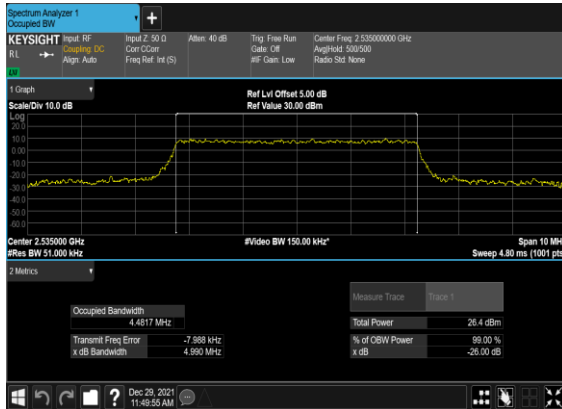 Spectrum Analyzer 1
Occupied BW
+
KEYSIGHT
RL
Input: RF
Coupling: DC
Align: Auto
Input Z: 50 Ω
Corr CCorr
Freq Ref: Int (S)
Atten: 40 dB
Trig: Free Run
Gate: Off
#IF Gain: Low
Center Freq: 2.535000000 GHz
Avg|Hold: 500/500
Radio Std: None
1 Graph
Scale/Div 10.0 dB
Ref Lvl Offset 5.00 dB
Ref Value 30.00 dBm
Log
20.0
10.0
0.00
-10.0
-20.0
-30.0
-40.0
-50.0
-60.0
Center 2.535000 GHz
#Res BW 51.000 kHz
#Video BW 150.00 kHz*
Span 10 MH
Sweep 4.80 ms (1001 pts
2 Metrics
Measure Trace
Trace 1
Occupied Bandwidth
4.4817 MHz
Total Power
26.4 dBm
Transmit Freq Error
-7.988 kHz
% of OBW Power
99.00 %
x dB Bandwidth
4.990 MHz
x dB
-26.00 dB
?
Dec 29, 2021
11:49:55 AM